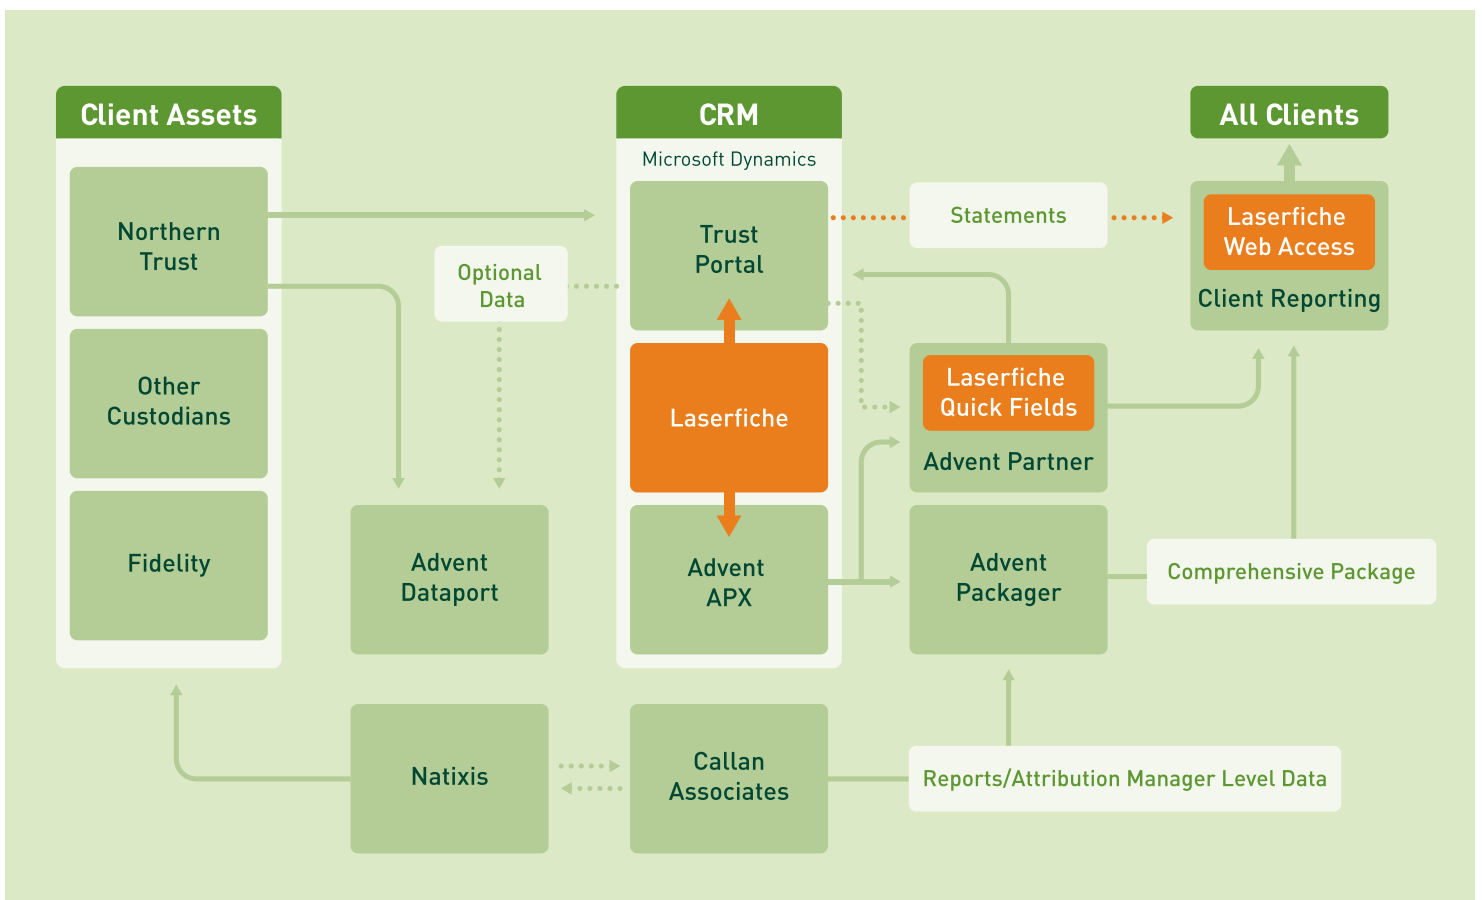 Client Assets
Northern
Trust
Other
Custodians
Fidelity
Optional
Data
Advent
Dataport
Natixis
CRM
Microsoft Dynamics
Trust
Portal
Laserfiche
Advent
APX
Callan
Associates
Statements
Laserfiche
Quick Fields
Advent Partner
Advent
Packager
Reports/Attribution Manager Level Data
All Clients
Laserfiche
Web Access
Client Reporting
Comprehensive Package